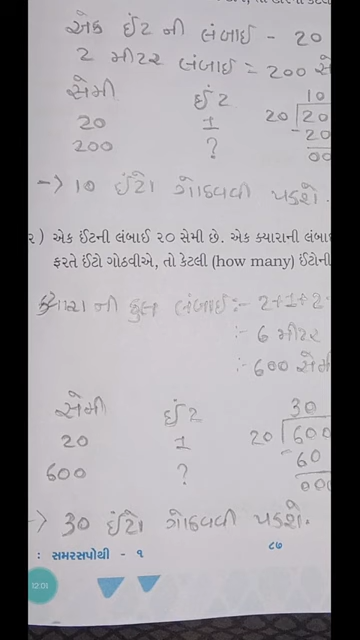 એક ઈંટ ની લંબાઈ - 20
2 મીટર લંબાઈ = 200 સે
સેમી ઈંટ 10
20 1 20 20
200 ? - 20
00
-> 10 ઈંટો ગોઠવવી પડશે.
૨) એક ઈંટની લંબાઈ ૨૦ સેમી છે. એક ક્યારાની લંબા
ફરતે ઈંટો ગોઠવીએ, તો કેટલી (how many) ઈંટોની
ક્યારા ની કુલ લંબાઈ :- 2+1+2
:- 6 મીટર
:- 600 સેમી
સેમી ઈંટ 30
20 1 20 600
600 ? - 60
000
-> 30 ઈંટો ગોઠવવી પડશે.
: સમરસપોથી - ૧ ૮૭
12:01